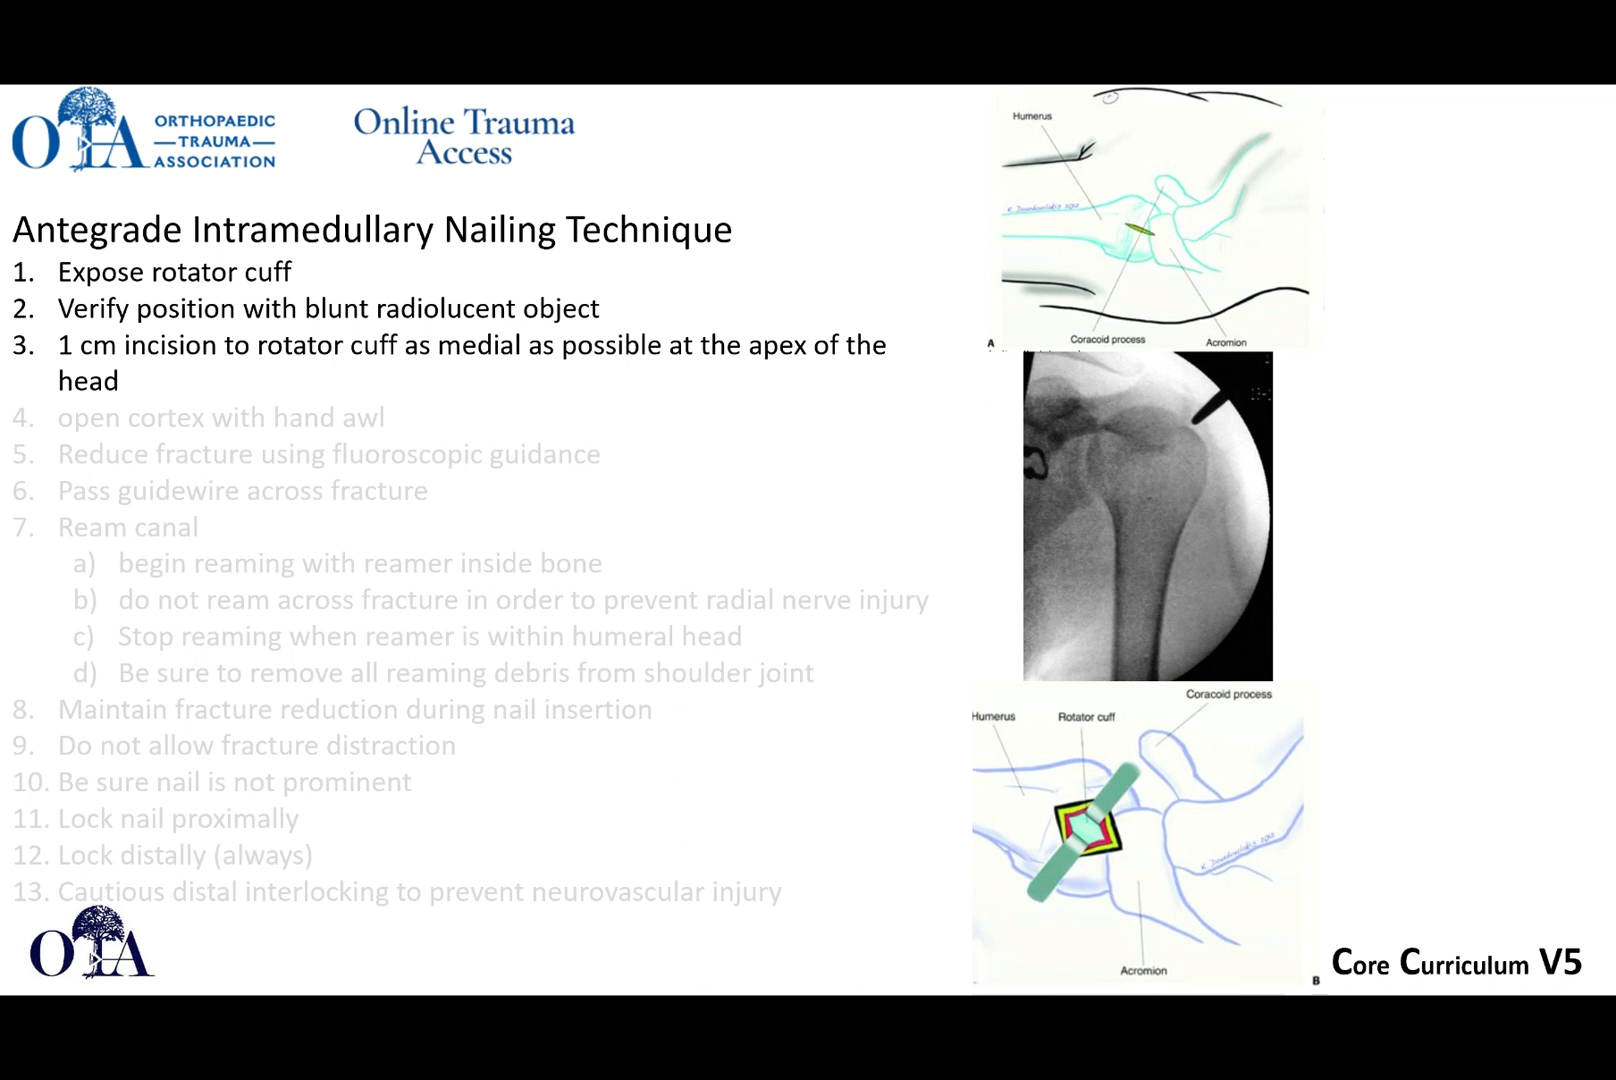 OTA
ORTHOPAEDIC
TRAUMA
ASSOCIATION
Online Trauma
Access
Antegrade Intramedullary Nailing Technique
1. Expose rotator cuff
2. Verify position with blunt radiolucent object
3. 1 cm incision to rotator cuff as medial as possible at the apex of the
head
4. open cortex with hand awl
5. Reduce fracture using fluoroscopic guidance
6. Pass guidewire across fracture
7. Ream canal
a) begin reaming with reamer inside bone
b) do not ream across fracture in order to prevent radial nerve injury
c) Stop reaming when reamer is within humeral head
d) Be sure to remove all reaming debris from shoulder joint
8. Maintain fracture reduction during nail insertion
9. Do not allow fracture distraction
10. Be sure nail is not prominent
11. Lock nail proximally
12. Lock distally (always)
13. Cautious distal interlocking to prevent neurovascular injury
OTA
Humerus
Coracoid process
Acromion
A
Coracoid process
Humerus
Rotator cuff
Acromion
B
Core Curriculum V5